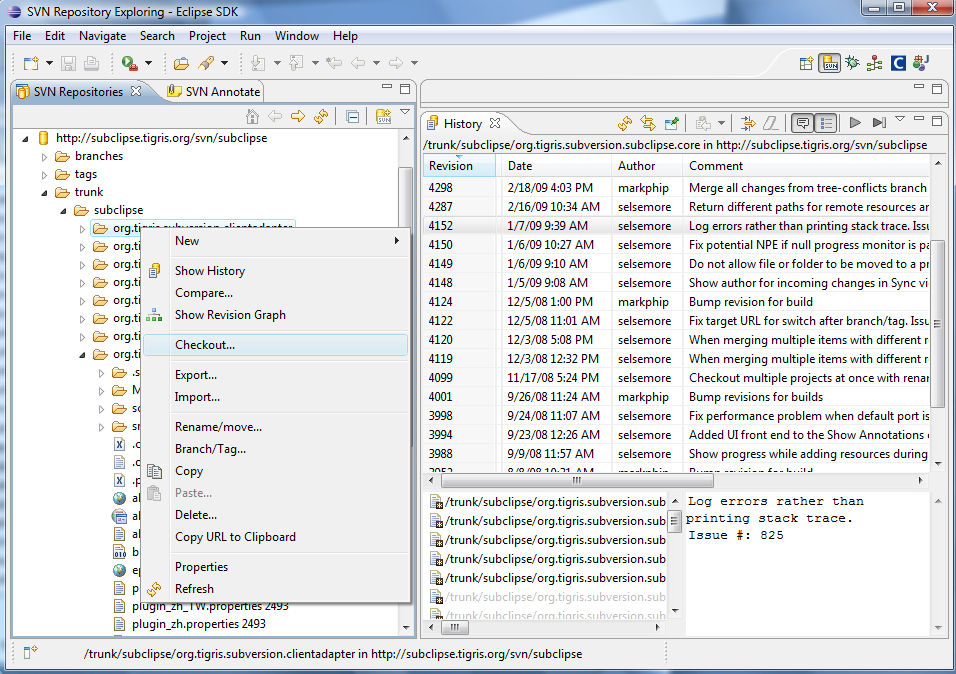 SVN Repository Exploring - Eclipse SDK
File Edit Navigate Search Project Run Window Help
SVN Repositories
SVN Annotate
http://subclipse.tigris.org/svn/subclipse
branches
tags
trunk
subclipse
org.tigris.subversion.clientadapter
org.ti
org.ti
org.ti
org.ti
org.ti
org.ti
org.ti
plugin_zh_TW.properties 2493
plugin_zh.properties 2493
New
Show History
Compare...
Show Revision Graph
Checkout...
Export...
Import...
Rename/move...
Branch/Tag...
Copy
Paste...
Delete...
Copy URL to Clipboard
Properties
Refresh
History
/trunk/subclipse/org.tigris.subversion.subclipse.core in http://subclipse.tigris.org/svn/subclipse
Revision Date Author Comment
4298 2/18/09 4:03 PM markphip Merge all changes from tree-conflicts branch
4287 2/16/09 10:34 AM selsemore Return different paths for remote resources
4152 1/7/09 9:39 AM selsemore Log errors rather than printing stack trace. Issu
4150 1/6/09 10:27 AM selsemore Fix potential NPE if null progress monitor is pa
4149 1/6/09 9:10 AM selsemore Do not allow file or folder to be moved to a pr
4148 1/5/09 9:08 AM selsemore Show author for incoming changes in Sync vi
4124 12/5/08 1:00 PM markphip Bump revision for build
4122 12/5/08 11:01 AM selsemore Fix target URL for switch after branch/tag. Issu
4120 12/3/08 5:08 PM selsemore When merging multiple items with different r
4119 12/3/08 12:32 PM selsemore When merging multiple items with different r
4099 11/17/08 5:24 PM selsemore Checkout multiple projects at once with renar
4001 9/26/08 11:24 AM markphip Bump revisions for builds
3998 9/24/08 11:07 AM selsemore Fix performance problem when default port is
3994 9/23/08 12:26 AM selsemore Added UI front end to the Show Annotations
3988 9/9/08 11:57 AM selsemore Show progress while adding resources during
8/8/08 10:31 AM markphip Bump revision for build
/trunk/subclipse/org.tigris.subversion.sub
/trunk/subclipse/org.tigris.subversion.sub
/trunk/subclipse/org.tigris.subversion.sub
/trunk/subclipse/org.tigris.subversion.sub
/trunk/subclipse/org.tigris.subversion.sub
/trunk/subclipse/org.tigris.subversion.sub
/trunk/subclipse/org.tigris.subversion.sub
Log errors rather than
printing stack trace.
Issue #: 825
/trunk/subclipse/org.tigris.subversion.clientadapter in http://subclipse.tigris.org/svn/subclipse